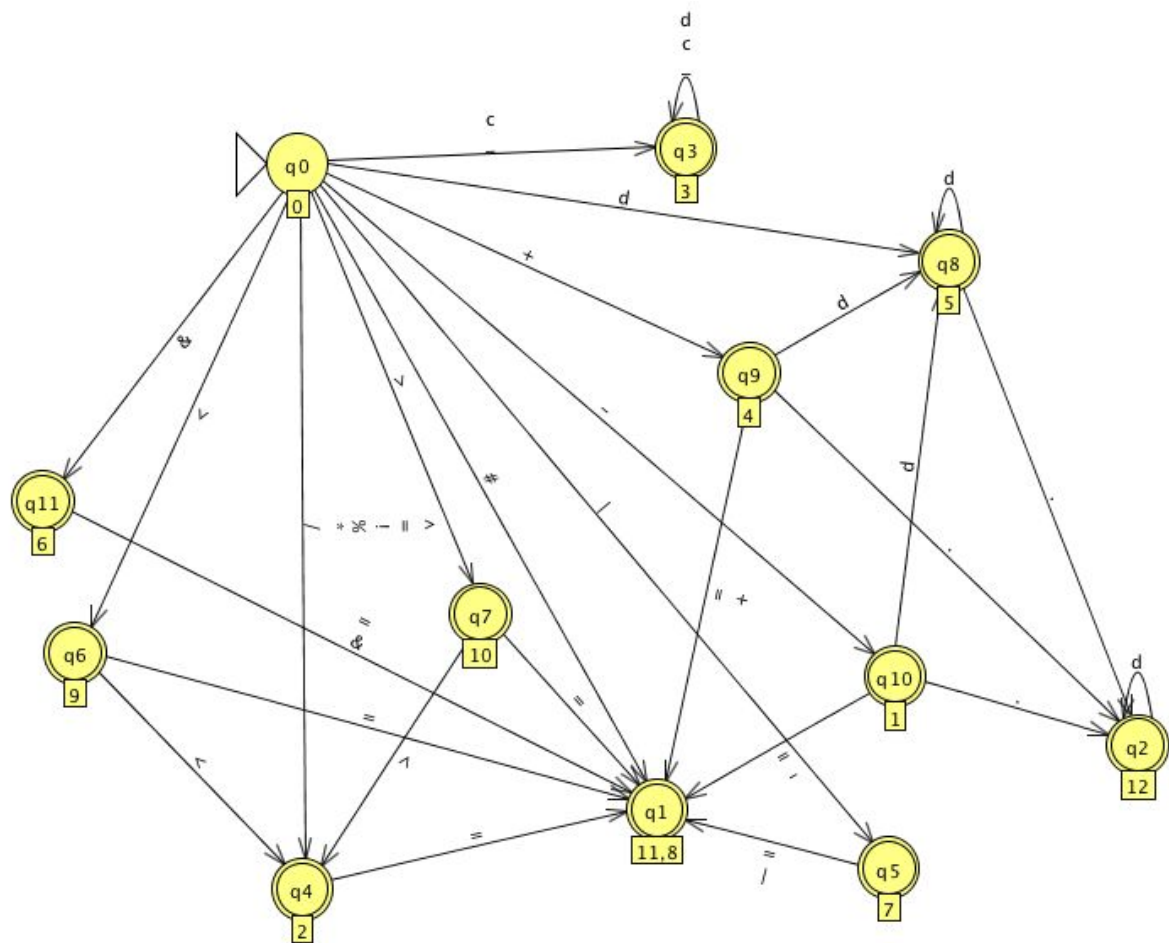 d
c
_
c
_
q3
3
q0
0
d
d
q8
5
+
d
q9
4
&
<
#
-
d
.
.
q11
6
/ * % ! = ^
= +
=
&
q7
10
q6
9
=
=
q10
1
.
d
q2
12
= -
=
q1
11,8
=
q5
7
q4
2